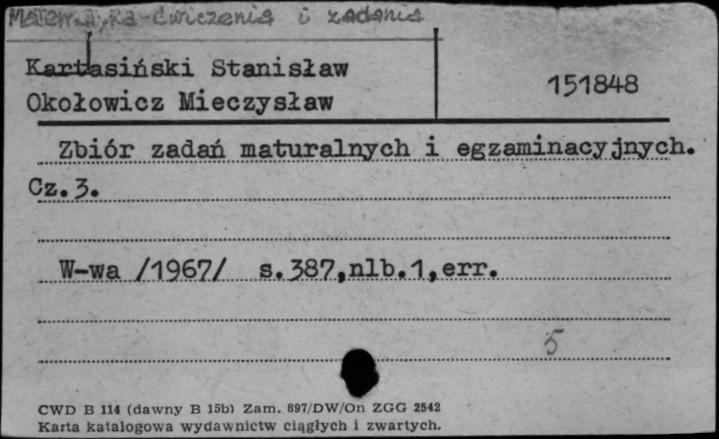 Matematyka - ćwiczenia i zadania
Kartasiński Stanisław
151848
Okołowicz Mieczysław
Zbiór zadań maturalnych i egzaminacyjnych.
Cz.3.
W-wa /1967/ s.387,nlb.1,err.
5
CWD B 114 (dawny B 15b) Zam. 897/DW/On ZGG 2542
Karta katalogowa wydawnictw ciągłych i zwartych.